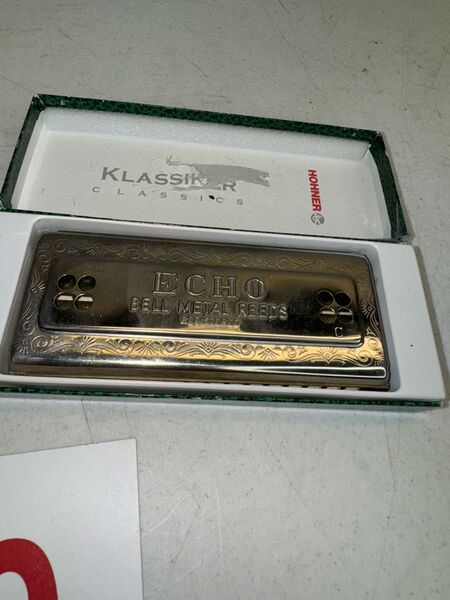 KLASSIKER
CLASSICS
HOHNER
ECHO
BELL METAL REEDS
C